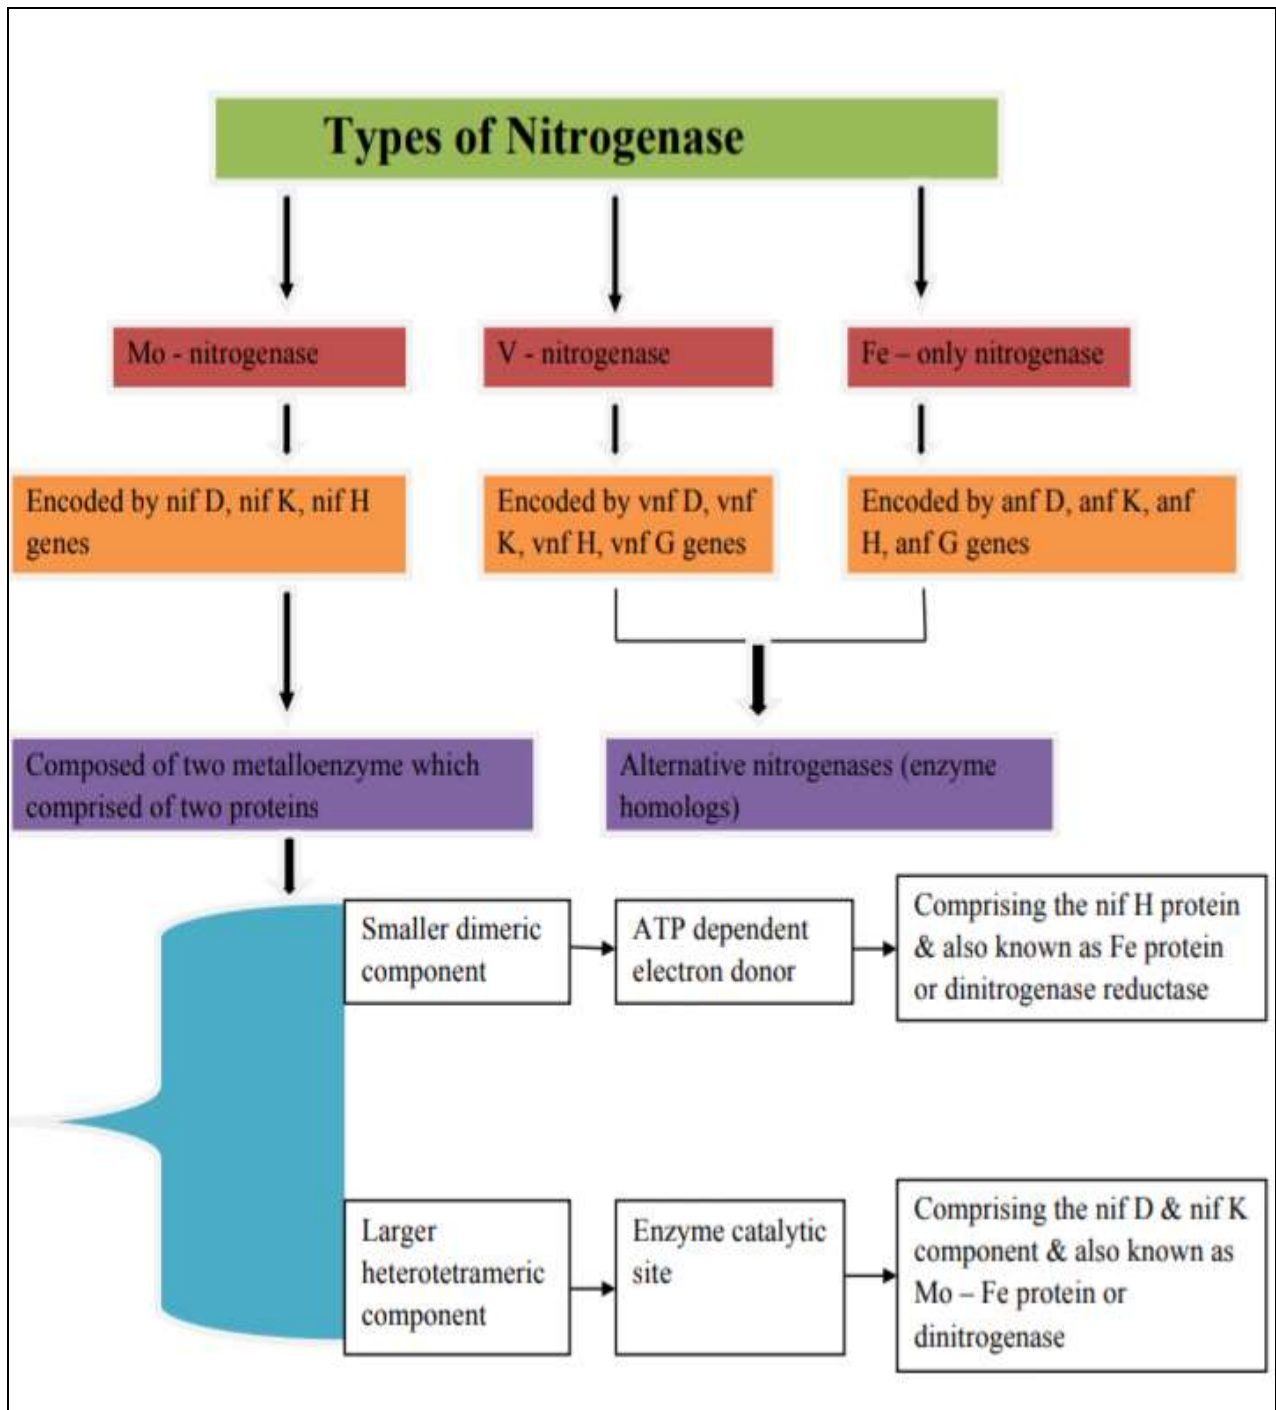 Types of Nitrogenase
Mo - nitrogenase
V - nitrogenase
Fe – only nitrogenase
Encoded by nif D, nif K, nif H
genes
Encoded by vnf D, vnf
K, vnf H, vnf G genes
Encoded by anf D, anf K, anf
H, anf G genes
Composed of two metalloenzyme which
comprised of two proteins
Alternative nitrogenases (enzyme
homologs)
Smaller dimeric
component
ATP dependent
electron donor
Comprising the nif H protein
& also known as Fe protein
or dinitrogenase reductase
Larger
heterotetrameric
component
Enzyme catalytic
site
Comprising the nif D & nif K
component & also known as
Mo – Fe protein or
dinitrogenase